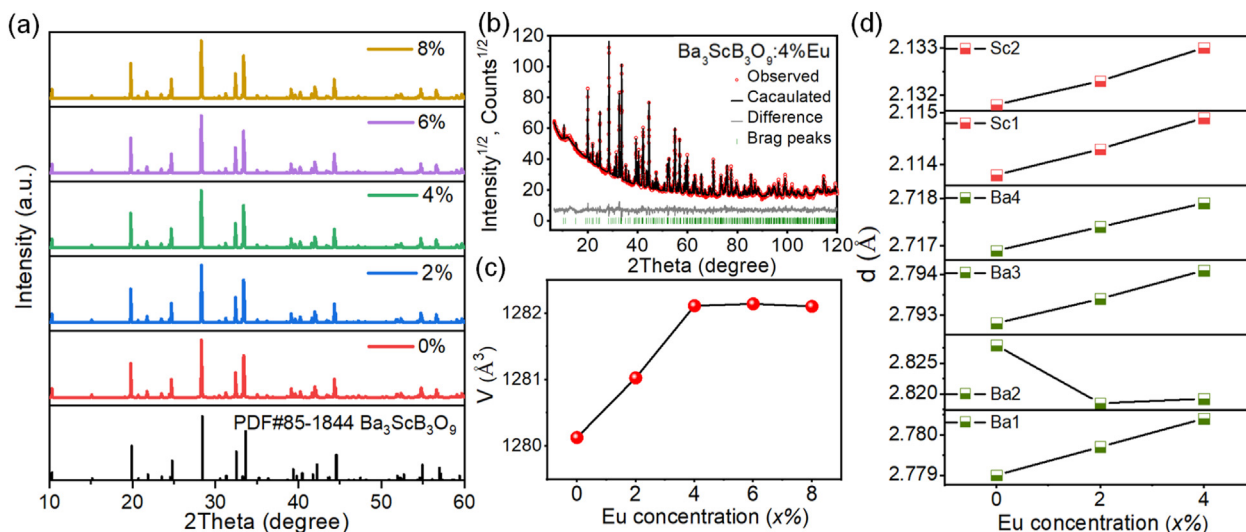 (a)
8%
6%
4%
2%
0%
PDF#85-1844 Ba₃ScB₃O₉
Intensity (a.u.)
10 20 30 40 50 60
2Theta (degree)
(b)
120
100
80
60
40
20
0
Intensity^1/2, Counts^1/2
Ba₃ScB₃O₉:4%Eu
Observed
Cacaulated
Difference
Brag peaks
20 40 60 80 100 120
2Theta (degree)
(c)
1282
1281
1280
V (Å³)
0 2 4 6 8
Eu concentration (x%)
(d)
d (Å)
2.133
Sc2
2.132
2.115
Sc1
2.114
2.718
Ba4
2.717
2.794
Ba3
2.793
2.825
2.820
Ba2
Ba1
2.780
2.779
0 2 4
Eu concentration (x%)